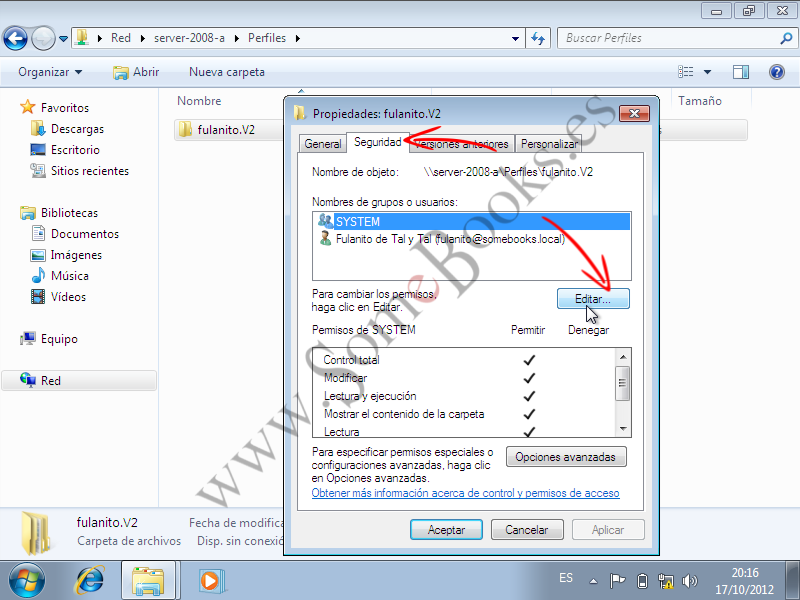 Red server-2008-a Perfiles
Buscar Perfiles
Organizar Abrir Nueva carpeta
Favoritos
Descargas
Escritorio
Sitios recientes
Bibliotecas
Documentos
Imágenes
Música
Vídeos
Equipo
Red
Nombre
Tamaño
fulanito.V2
Propiedades: fulanito.V2
General Seguridad Versiones anteriores Personalizar
Nombre de objeto: \\server-2008-a\Perfiles\fulanito.V2
Nombres de grupos o usuarios:
SYSTEM
Fulanito de Tal y Tal (fulanito@somebooks.local)
Para cambiar los permisos,
haga clic en Editar.
Editar...
Permisos de SYSTEM Permitir Denegar
Control total
Modificar
Lectura y ejecución
Mostrar el contenido de la carpeta
Lectura
Para especificar permisos especiales o
configuraciones avanzadas, haga clic
en Opciones avanzadas.
Opciones avanzadas
Obtener más información acerca de control y permisos de acceso
Aceptar Cancelar Aplicar
fulanito.V2 Fecha de modifica
Carpeta de archivos Disp. sin conexió
ES
20:16
17/10/2012
www.SomeBooks.es